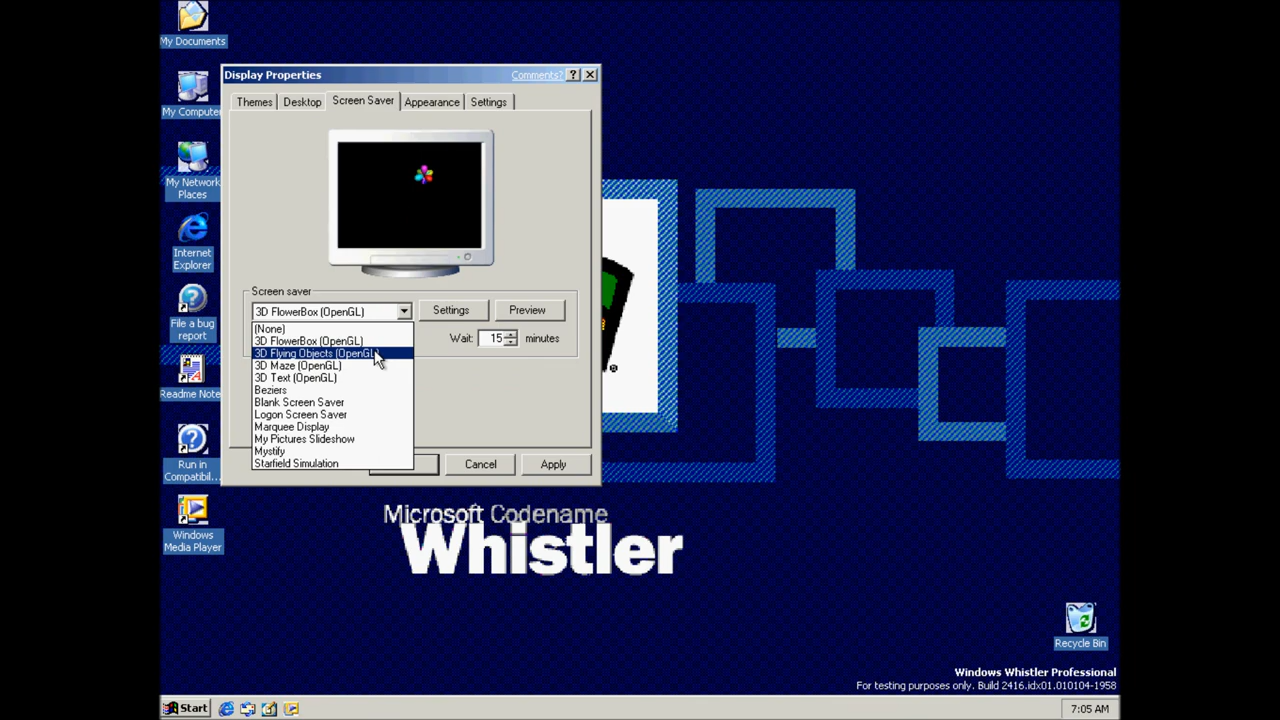 My Documents
My Compute
My Network
Places
Internet
Explorer
File a bug
report
Readme Note
Run in
Compatibil...
Windows
Media Player
Display Properties
Comments?
Themes
Desktop
Screen Saver
Appearance
Settings
Screen saver
3D FlowerBox (OpenGL)
Settings
Preview
Wait: 15 minutes
(None)
3D FlowerBox (OpenGL)
3D Flying Objects (OpenGL)
3D Maze (OpenGL)
3D Text (OpenGL)
Beziers
Blank Screen Saver
Logon Screen Saver
Marquee Display
My Pictures Slideshow
Mystify
Starfield Simulation
Cancel
Apply
®
Microsoft Codename
Whistler
Recycle Bin
Windows Whistler Professional
For testing purposes only. Build 2416.idx01.010104-1958
Start
7:05 AM